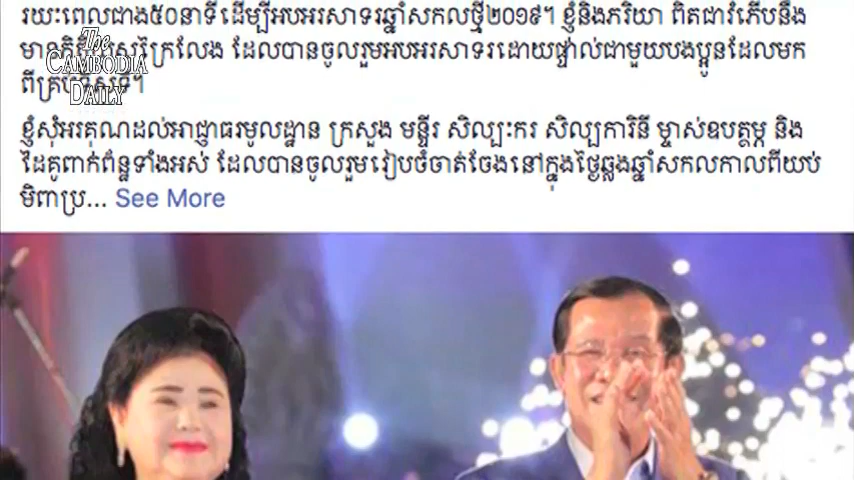 រយៈពេលជាង៥០នាទី ដើម្បីអបអរសាទរឆ្នាំសកលថ្មី២០១៩។ ខ្ញុំនិងភរិយា ពិតជារំភើបនឹង
ក្រៃលែង ដែលបានចូលរួមអបអរសាទរដោយផ្ទាល់ជាមួយបងប្អូនដែលមក
The
CAMBODIA
DAILY
ខ្ញុំសុំអរគុណដល់អាជ្ញាធរមូលដ្ឋាន ក្រសួង មន្ទីរ សិល្បៈករ សិល្បការិនី ម្ចាស់ឧបត្ថម្ភ និង
ដៃគូពាក់ព័ន្ធទាំងអស់ ដែលបានចូលរួមរៀបចំចាត់ចែងនៅក្នុងថ្ងៃឆ្លងឆ្នាំសកលកាលពីយប់
មិញប្រ... See More